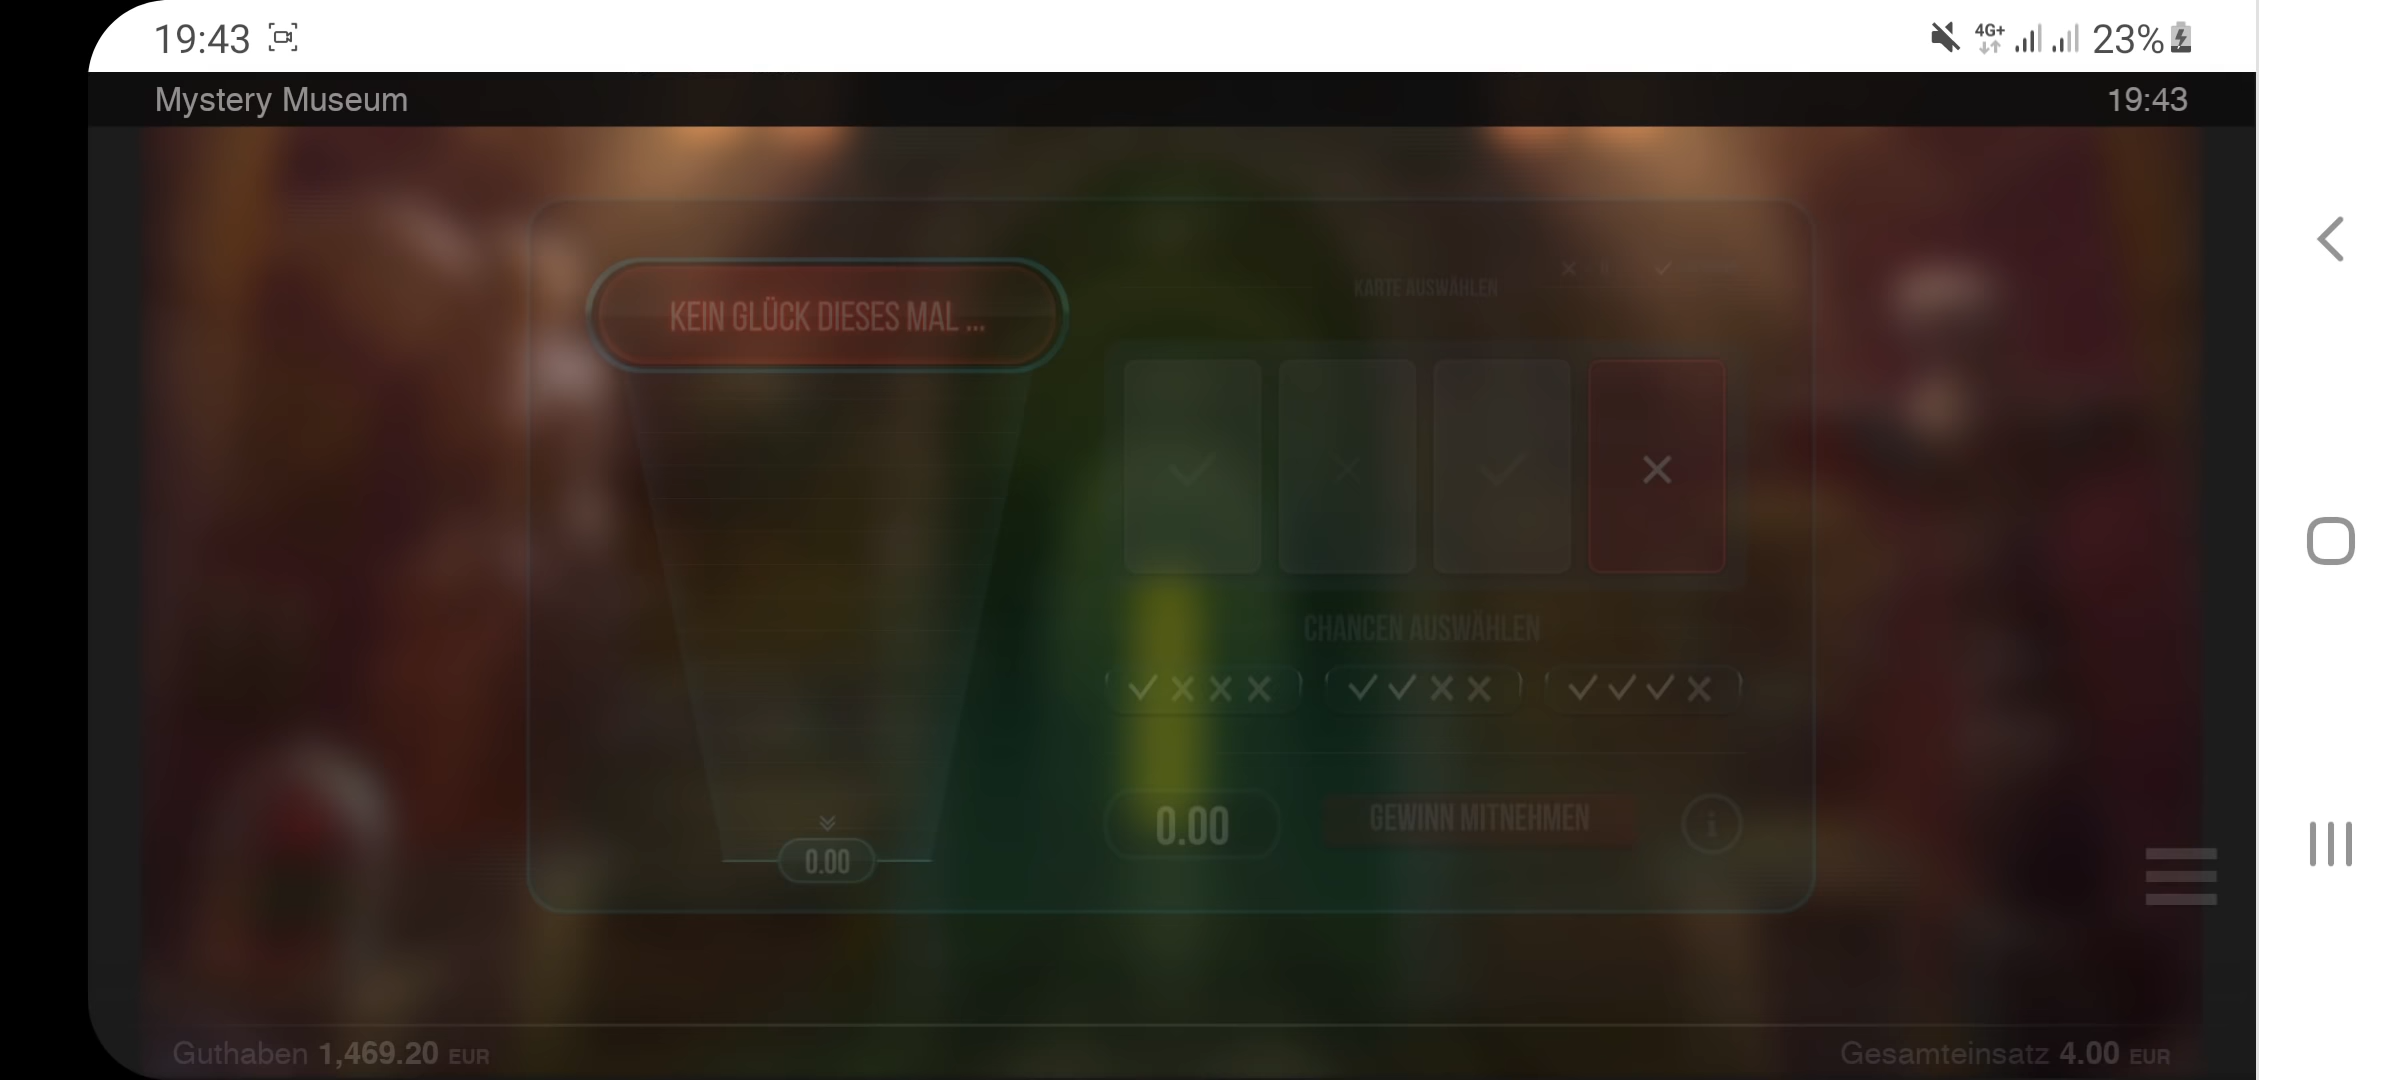 19:43
4G+ 23%
Mystery Museum 19:43
KEIN GLÜCK DIESES MAL ...
KARTE AUSWÄHLEN
CHANCEN AUSWÄHLEN
0.00
GEWINN MITNEHMEN
i
0.00
Guthaben 1,469.20 EUR
Gesamteinsatz 4.00 EUR